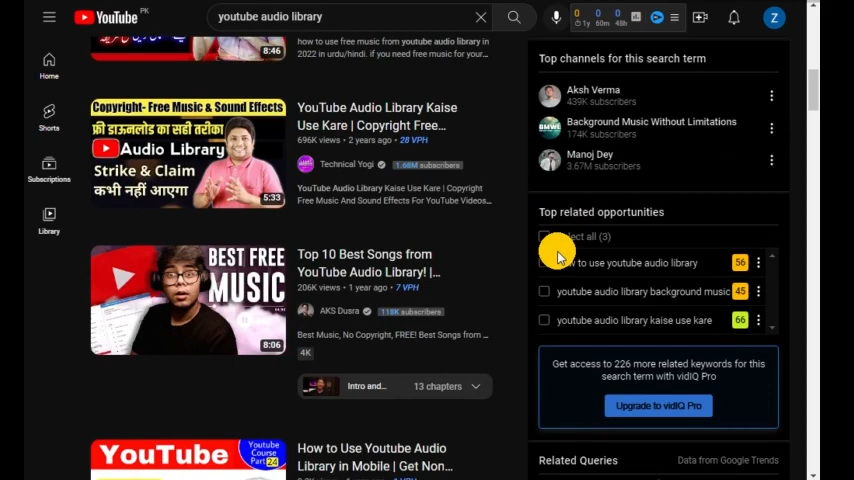 YouTube PK
youtube audio library
0 0 0
1y 60m 48h
Z
Home
Shorts
Subscriptions
Library
8:46
how to use free music from youtube audio library in
2022 in urdu/hindi. if you need free music for your...
Copyright- Free Music & Sound Effects
फ्री डाऊनलोड का सही तरीका
Audio Library
Strike & Claim
कभी नहीं आएगा
5:33
YouTube Audio Library Kaise
Use Kare | Copyright Free...
696K views • 2 years ago • 28 VPH
Technical Yogi 1.68M subscribers
YouTube Audio Library Kaise Use Kare | Copyright
Free Music And Sound Effects For YouTube Videos...
BEST FREE
MUSIC
8:06
Top 10 Best Songs from
YouTube Audio Library! |...
206K views • 1 year ago • 7 VPH
AKS Dusra 118K subscribers
Best Music, No Copyright, FREE! Best Songs from ...
4K
Intro and... 13 chapters
YouTube
Youtube
Course
Part 24
How to Use Youtube Audio
Library in Mobile | Get Non...
Top channels for this search term
Aksh Verma
439K subscribers
Background Music Without Limitations
174K subscribers
Manoj Dey
3.67M subscribers
Top related opportunities
all (3)
to use youtube audio library 56
youtube audio library background music 45
youtube audio library kaise use kare 66
Get access to 226 more related keywords for this
search term with vidIQ Pro
Upgrade to vidIQ Pro
Related Queries Data from Google Trends